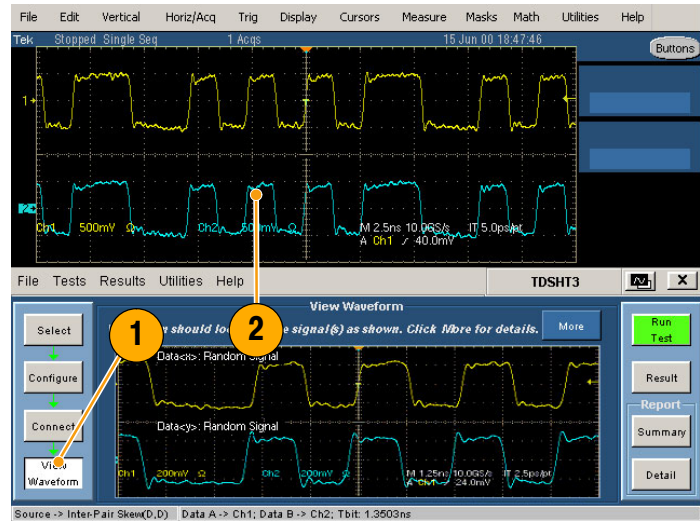 File Edit Vertical Horiz/Acq Trig Display Cursors Measure Masks Math Utilities Help
Tek Stopped Single Seq 1 Acqs 15 Jun 00 18:47:46
Buttons
1
Ch1 500mV Ω Ch2 500mV Ω M 2.5ns 10.0GS/s IT 5.0ps/pt
A Ch1 40.0mV
File Tests Results Utilities Help TDSHT3 X
View Waveform
should the signal(s) as shown. Click More for details. More
Select
Configure
Connect
View Waveform
1
2
Data<x>: Random Signal
Data<y>: Random Signal
Ch1 200mV Ω Ch2 200mV Ω M 1.25ns 10.0GS/s IT 2.5ps/pt
A Ch1 24.0mV
Run Test
Result
Report
Summary
Detail
Source -> Inter-Pair Skew(D,D) Data A -> Ch1; Data B -> Ch2; Tbit: 1.3503ns